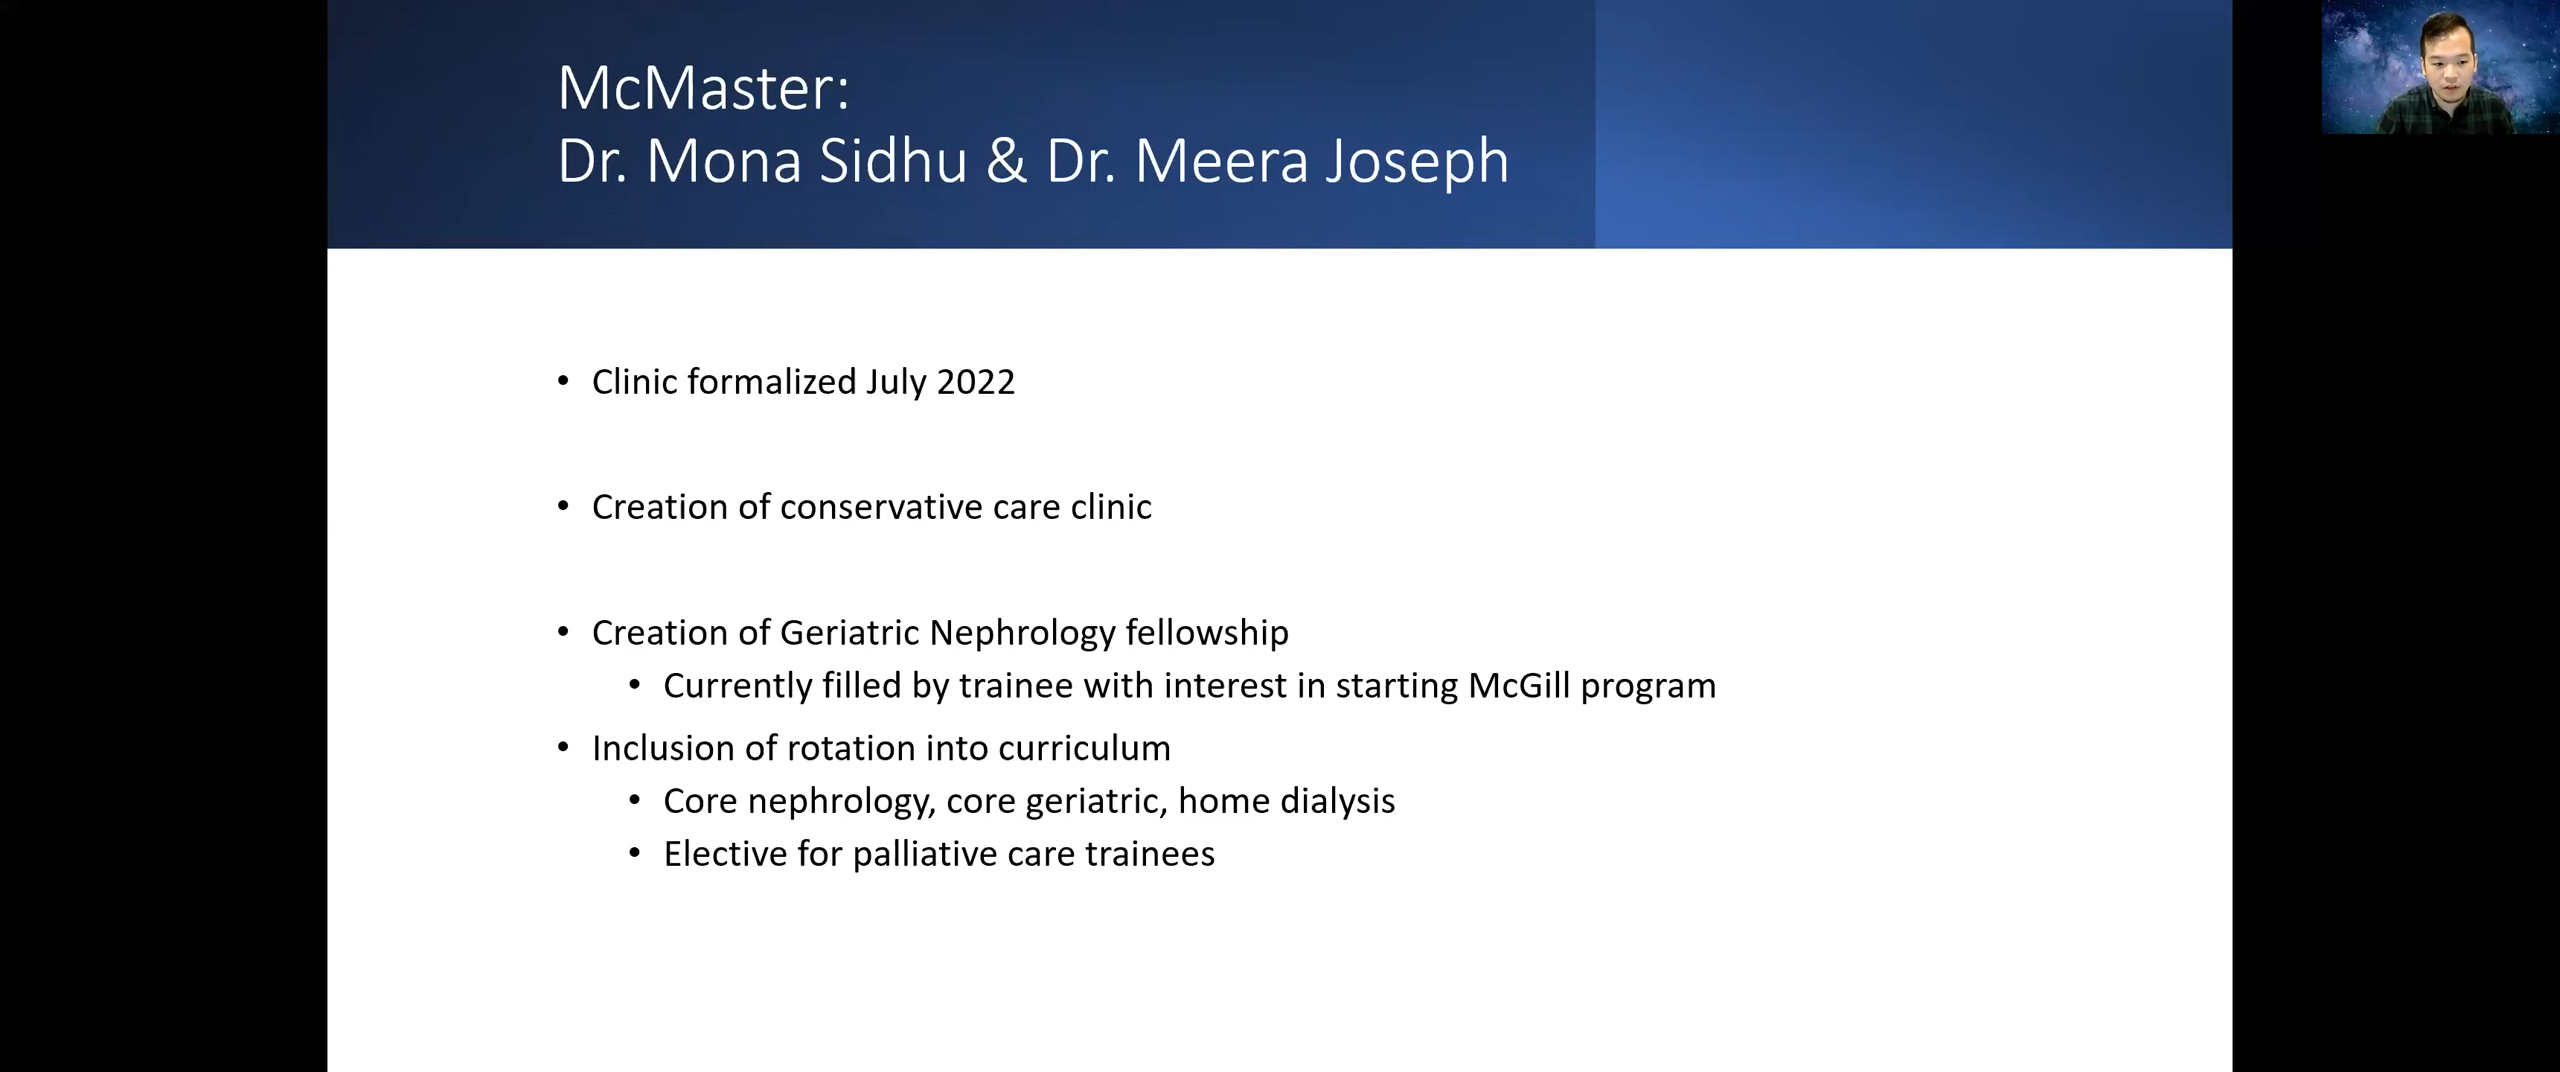 McMaster:
Dr. Mona Sidhu & Dr. Meera Joseph
• Clinic formalized July 2022
• Creation of conservative care clinic
• Creation of Geriatric Nephrology fellowship
• Currently filled by trainee with interest in starting McGill program
• Inclusion of rotation into curriculum
• Core nephrology, core geriatric, home dialysis
• Elective for palliative care trainees